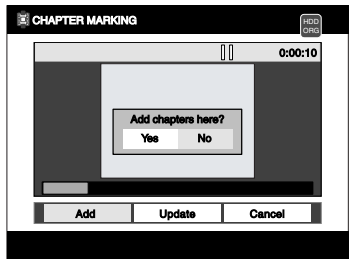 CHAPTER MARKING
HDD
ORG
0:00:10
Add chapters here?
Yes No
Add Update Cancel